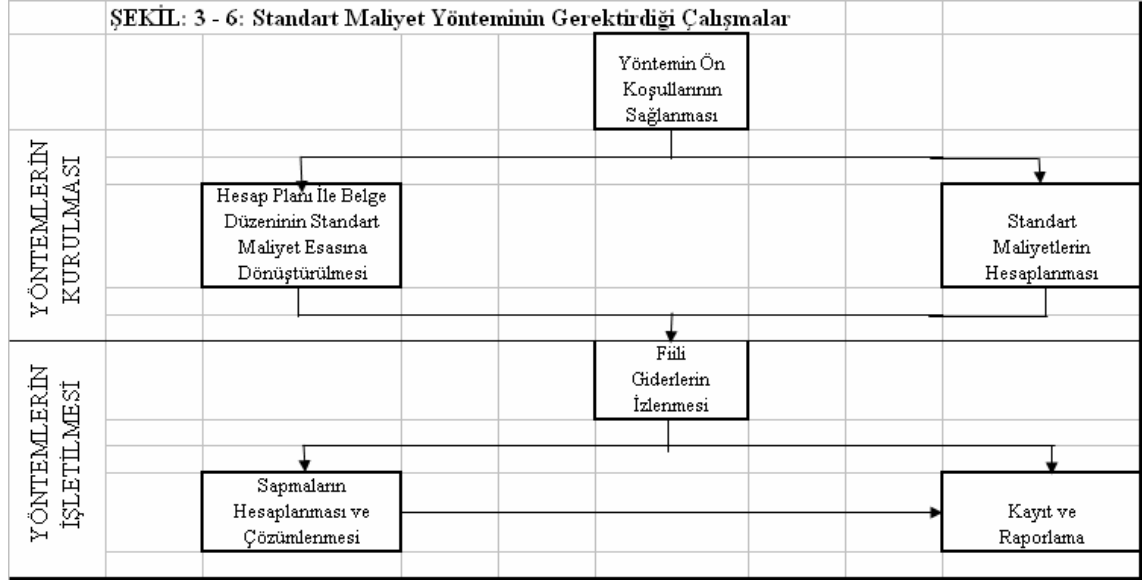 ŞEKİL: 3 - 6: Standart Maliyet Yönteminin Gerektirdiği Çalışmalar
Yöntemin Ön
Koşullarının
Sağlanması
YÖNTEMLERİN
KURULMASI
Hesap Planı İle Belge
Düzeninin Standart
Maliyet Esasına
Dönüştürülmesi
Standart
Maliyetlerin
Hesaplanması
YÖNTEMLERİN
İŞLETİLMESİ
Fiili
Giderlerin
İzlenmesi
Sapmaların
Hesaplanması ve
Çözümlenmesi
Kayıt ve
Raporlama